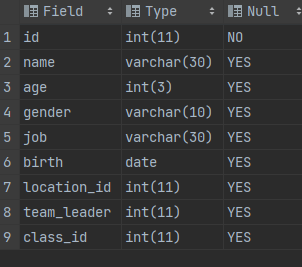 Field Type Null
1 id int(11) NO
2 name varchar(30) YES
3 age int(3) YES
4 gender varchar(10) YES
5 job varchar(30) YES
6 birth date YES
7 location_id int(11) YES
8 team_leader int(11) YES
9 class_id int(11) YES